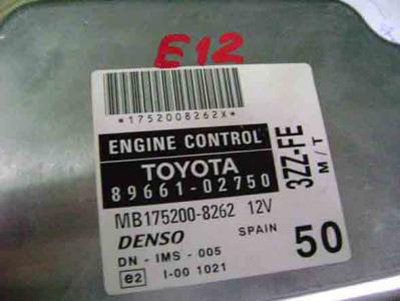 E12
*1752008262X*
ENGINE CONTROL
TOYOTA
89661-02750
3ZZ-FE
M/T
MB175200-8262 12V
DENSO SPAIN 50
DN-IMS-005
e2 I-00 1021